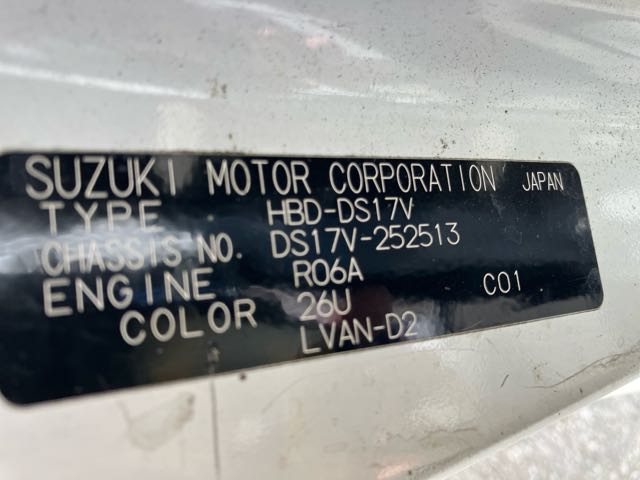 SUZUKI MOTOR CORPORATION JAPAN
TYPE HBD-DS17V
CHASSIS NO. DS17V-252513
ENGINE R06A
COLOR 26U C01
LVAN-D2